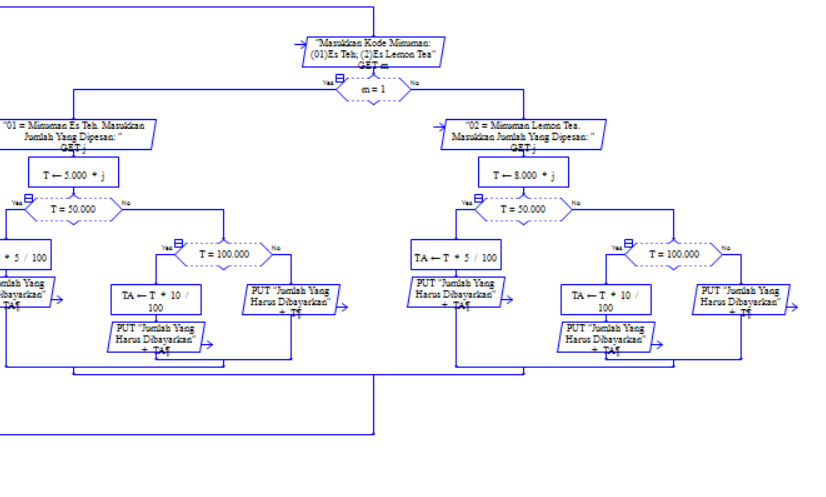 "Masukkan Kode Minuman:
(01)Es Teh; (2)Es Lemon Tea"
GET m
Yes
No
m = 1
"01 = Minuman Es Teh. Masukkan
Jumlah Yang Dipesan: "
GET j
"02 = Minuman Lemon Tea.
Masukkan Jumlah Yang Dipesan: "
GET j
T ← 5.000 * j
T ← 8.000 * j
Yes
No
T = 50.000
Yes
No
T = 50.000
* 5 / 100
Yes
No
T = 100.000
TA ← T * 5 / 100
Yes
No
T = 100.000
mlah Yang
ibayarkan"
TA¶
TA ← T * 10 /
100
PUT "Jumlah Yang
Harus Dibayarkan"
+ T¶
PUT "Jumlah Yang
Harus Dibayarkan"
+ TA¶
TA ← T * 10 /
100
PUT "Jumlah Yang
Harus Dibayarkan"
+ T¶
PUT "Jumlah Yang
Harus Dibayarkan"
+ TA¶
PUT "Jumlah Yang
Harus Dibayarkan"
+ TA¶